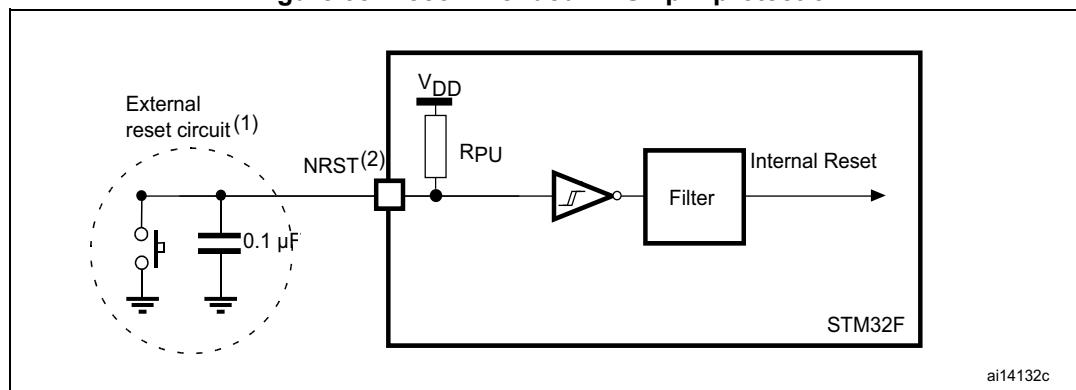 VDD
External
reset circuit(1)
NRST(2)
RPU
Internal Reset
Filter
0.1 µF
STM32F
ai14132c